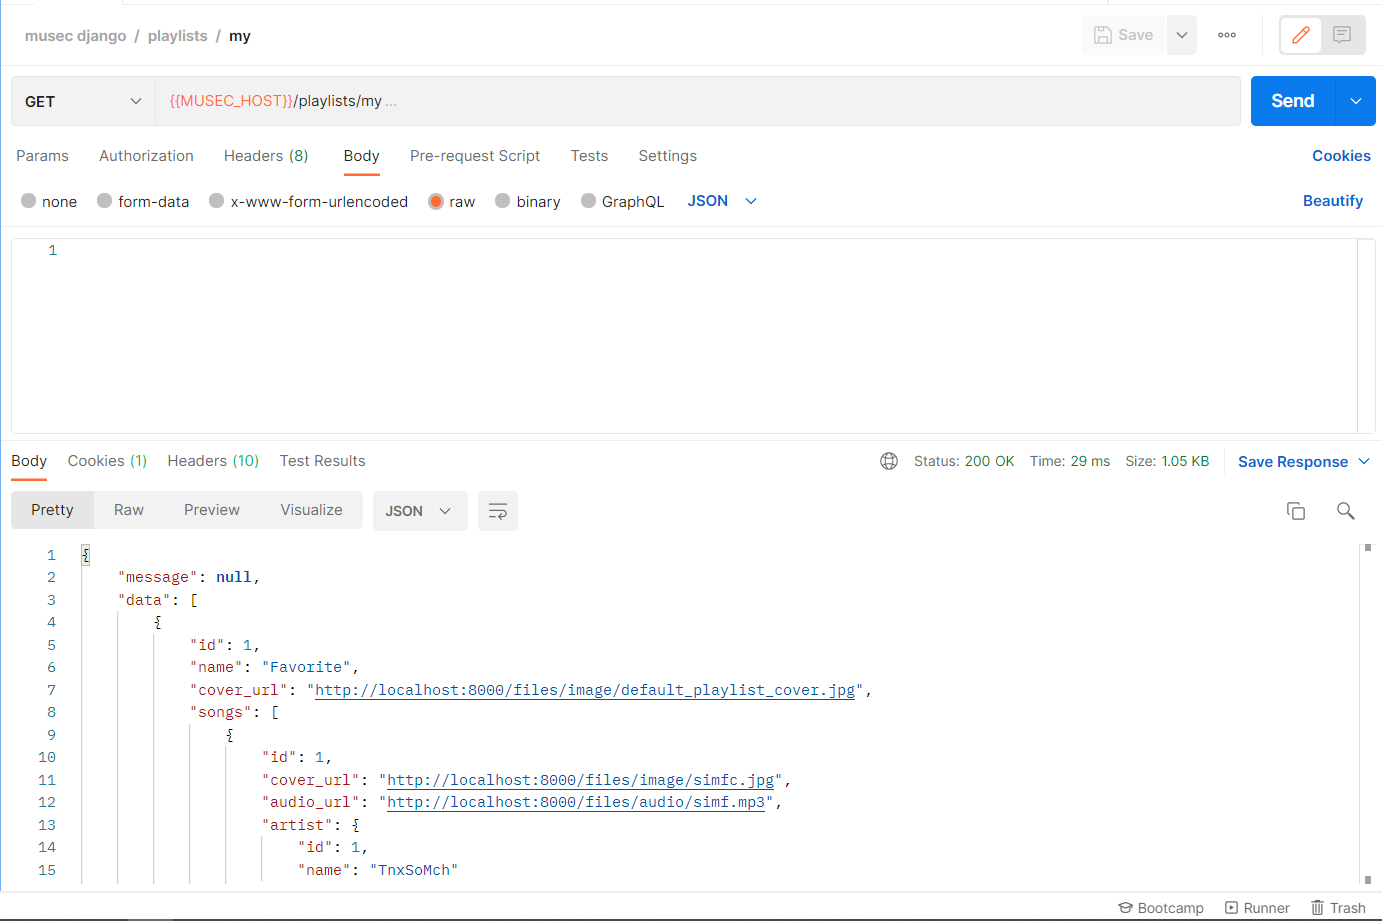 musec django / playlists / my
Save
GET {{MUSEC_HOST}}/playlists/my ...
Send
Params Authorization Headers (8) Body Pre-request Script Tests Settings Cookies
none form-data x-www-form-urlencoded raw binary GraphQL JSON Beautify
1
Body Cookies (1) Headers (10) Test Results Status: 200 OK Time: 29 ms Size: 1.05 KB Save Response
Pretty Raw Preview Visualize JSON
1 {
2 "message": null,
3 "data": [
4 {
5 "id": 1,
6 "name": "Favorite",
7 "cover_url": "http://localhost:8000/files/image/default_playlist_cover.jpg",
8 "songs": [
9 {
10 "id": 1,
11 "cover_url": "http://localhost:8000/files/image/simfc.jpg",
12 "audio_url": "http://localhost:8000/files/audio/simf.mp3",
13 "artist": {
14 "id": 1,
15 "name": "TnxSoMch"
Bootcamp Runner Trash